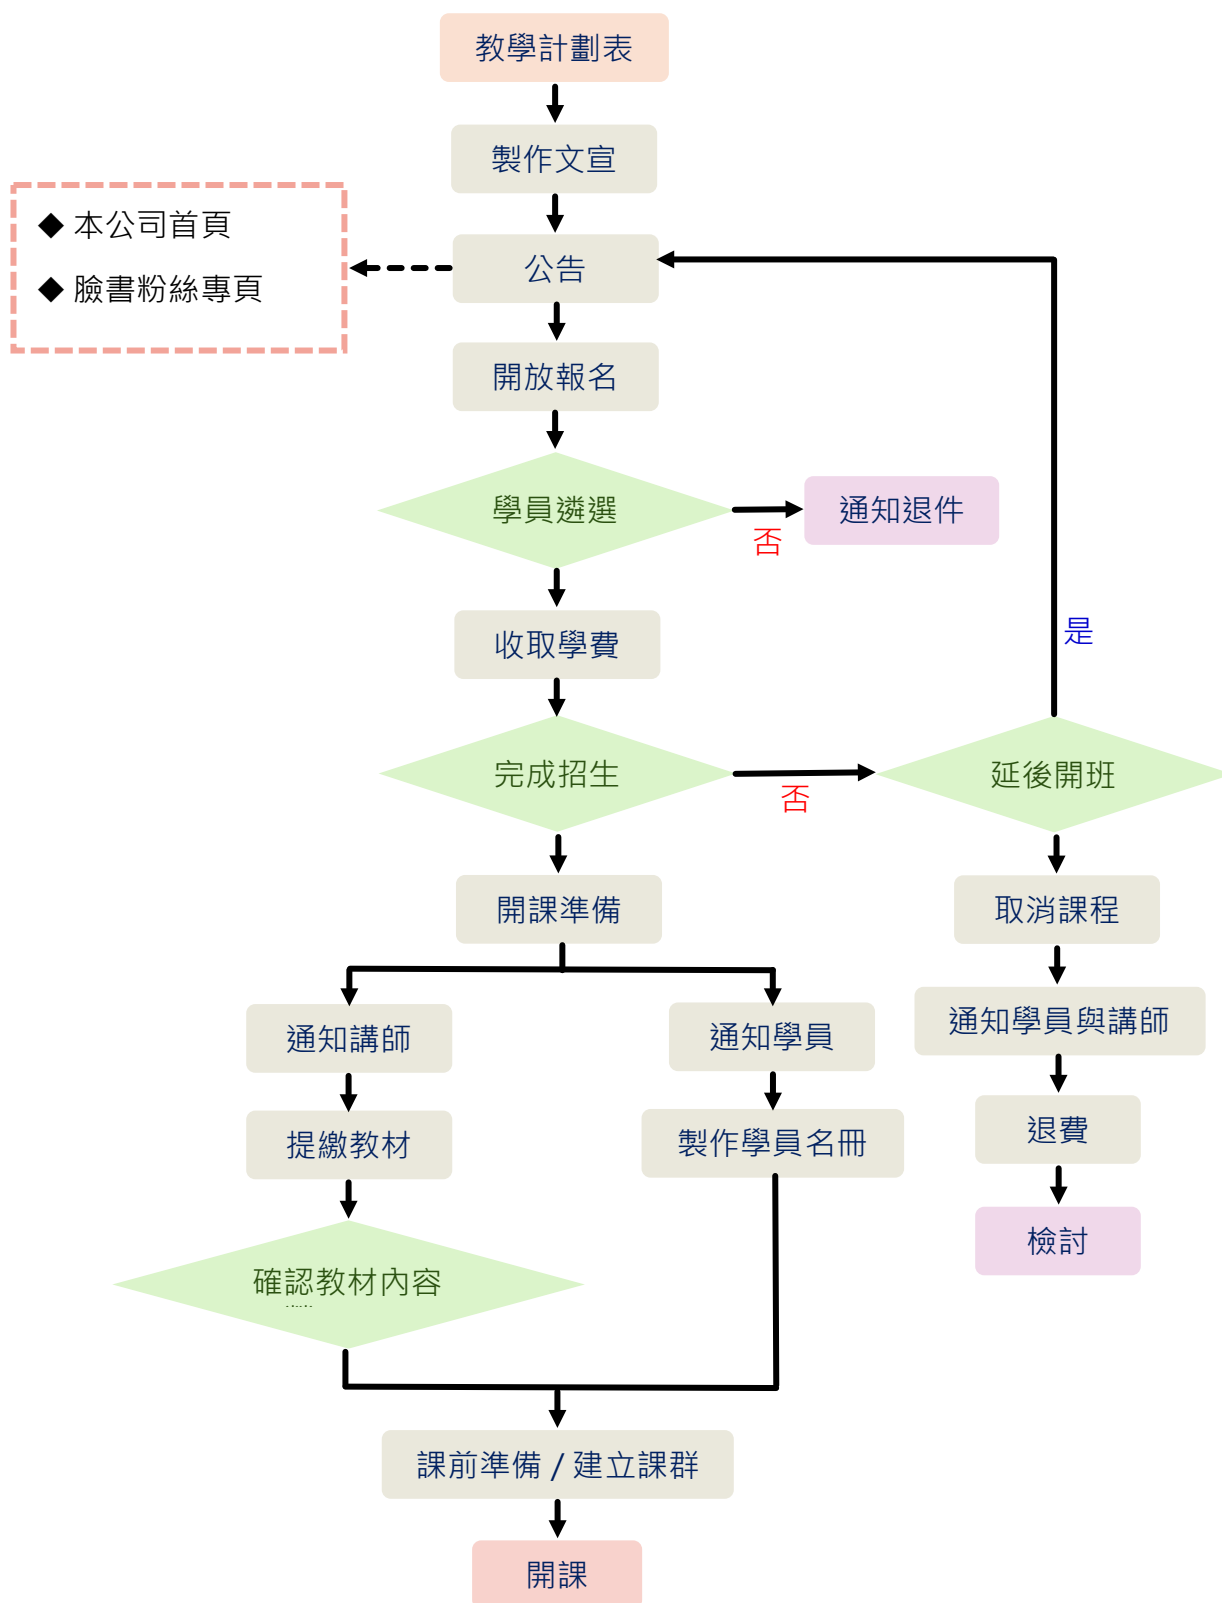 教學計劃表
製作文宣
◆ 本公司首頁
◆ 臉書粉絲專頁
公告
開放報名
學員遴選
否
通知退件
收取學費
是
完成招生
否
延後開班
開課準備
取消課程
通知講師
通知學員
通知學員與講師
提繳教材
製作學員名冊
退費
檢討
確認教材內容
課前準備 / 建立課群
開課